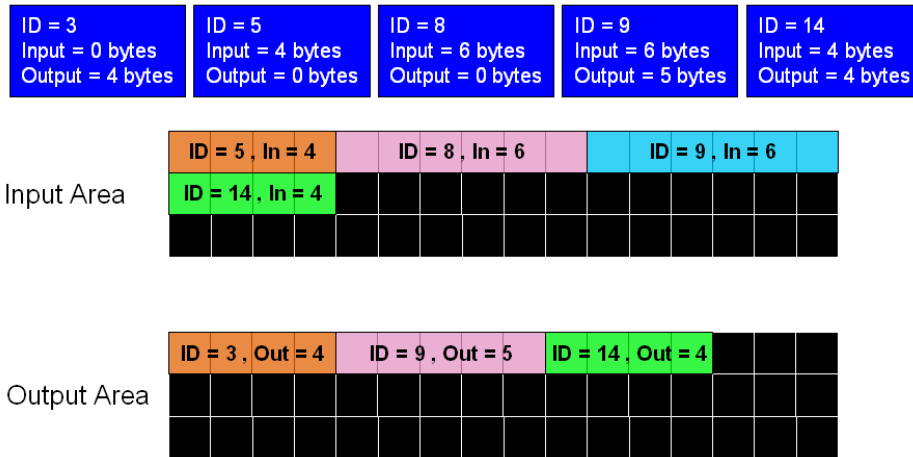 ID = 3
Input = 0 bytes
Output = 4 bytes
ID = 5
Input = 4 bytes
Output = 0 bytes
ID = 8
Input = 6 bytes
Output = 0 bytes
ID = 9
Input = 6 bytes
Output = 5 bytes
ID = 14
Input = 4 bytes
Output = 4 bytes
Input Area
ID = 5 , In = 4
ID = 8 , In = 6
ID = 9 , In = 6
ID = 14 , In = 4
Output Area
ID = 3 , Out = 4
ID = 9 , Out = 5
ID = 14 , Out = 4